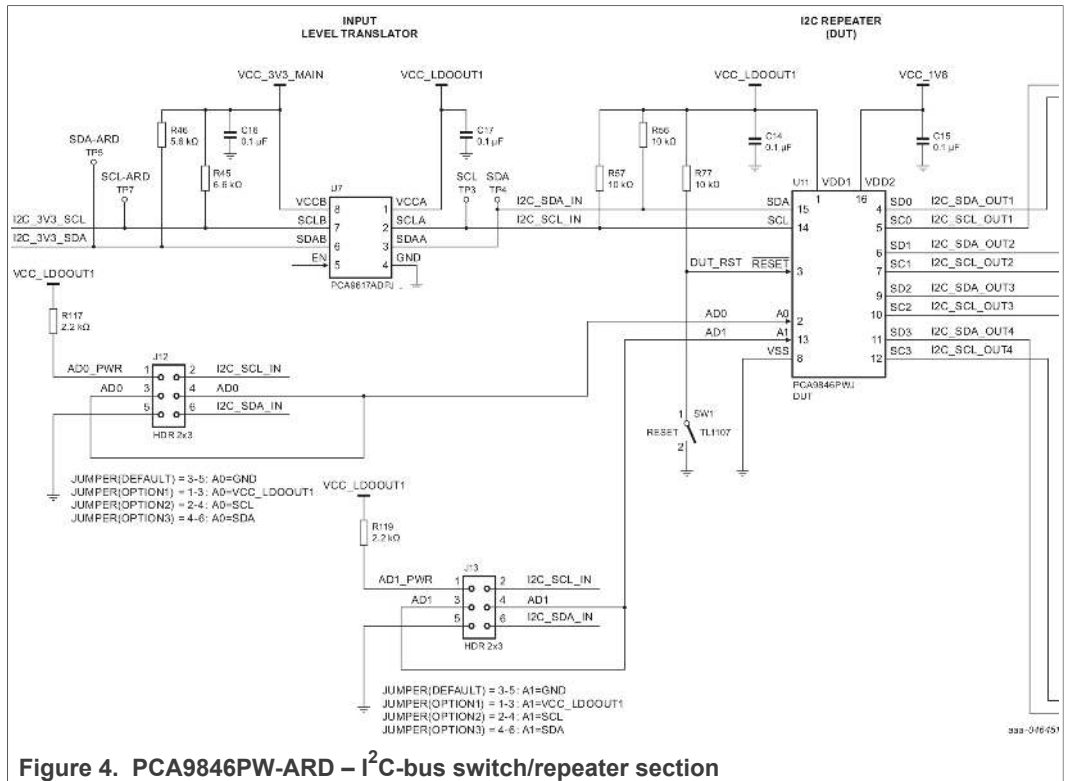 INPUT
LEVEL TRANSLATOR
I2C REPEATER
(DUT)
VCC_3V3_MAIN
VCC_LDOOUT1
VCC_LDOOUT1
VCC_1V8
R46
5.6 kΩ
C16
0.1 µF
C17
0.1 µF
R56
10 kΩ
C14
0.1 µF
C15
0.1 µF
SDA-ARD
TP5
SCL-ARD
TP7
R45
5.6 kΩ
R57
10 kΩ
R77
10 kΩ
SCL
TP3
SDA
TP4
U7
U11
VDD1
VDD2
1
16
VCCB
8
1
VCCA
I2C_3V3_SCL
SCLB
7
2
SCLA
I2C_3V3_SDA
SDAB
6
3
SDAA
EN
5
4
GND
PCA9617ADPJ
I2C_SDA_IN
I2C_SCL_IN
SDA
15
SCL
14
DUT_RST
RESET
3
AD0
A0
2
AD1
A1
13
VSS
8
4
SD0
I2C_SDA_OUT1
5
SC0
I2C_SCL_OUT1
6
SD1
I2C_SDA_OUT2
7
SC1
I2C_SCL_OUT2
9
SD2
I2C_SDA_OUT3
10
SC2
I2C_SCL_OUT3
11
SD3
I2C_SDA_OUT4
12
SC3
I2C_SCL_OUT4
PCA9846PWJ
DUT
VCC_LDOOUT1
R117
2.2 kΩ
J12
AD0_PWR
1
2
I2C_SCL_IN
AD0
3
4
AD0
5
6
I2C_SDA_IN
HDR 2x3
1
SW1
RESET
TL1107
2
JUMPER(DEFAULT) = 3-5: A0=GND
JUMPER(OPTION1) = 1-3: A0=VCC_LDOOUT1
JUMPER(OPTION2) = 2-4: A0=SCL
JUMPER(OPTION3) = 4-6: A0=SDA
VCC_LDOOUT1
R119
2.2 kΩ
J13
AD1_PWR
1
2
I2C_SCL_IN
AD1
3
4
AD1
5
6
I2C_SDA_IN
HDR 2x3
JUMPER(DEFAULT) = 3-5: A1=GND
JUMPER(OPTION1) = 1-3: A1=VCC_LDOOUT1
JUMPER(OPTION2) = 2-4: A1=SCL
JUMPER(OPTION3) = 4-6: A1=SDA
aaa-046451
Figure 4. PCA9846PW-ARD – I²C-bus switch/repeater section